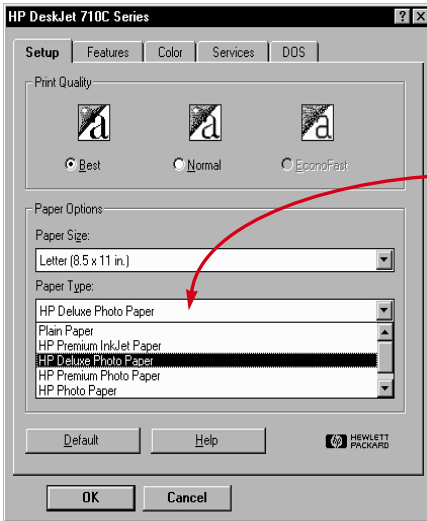 HP DeskJet 710C Series
Setup Features Color Services DOS
Print Quality
a a a
Best Normal EconoFast
Paper Options
Paper Size:
Letter (8.5 x 11 in.)
Paper Type:
HP Deluxe Photo Paper
Plain Paper
HP Premium InkJet Paper
HP Deluxe Photo Paper
HP Premium Photo Paper
HP Photo Paper
Default Help hp HEWLETT
PACKARD
OK Cancel